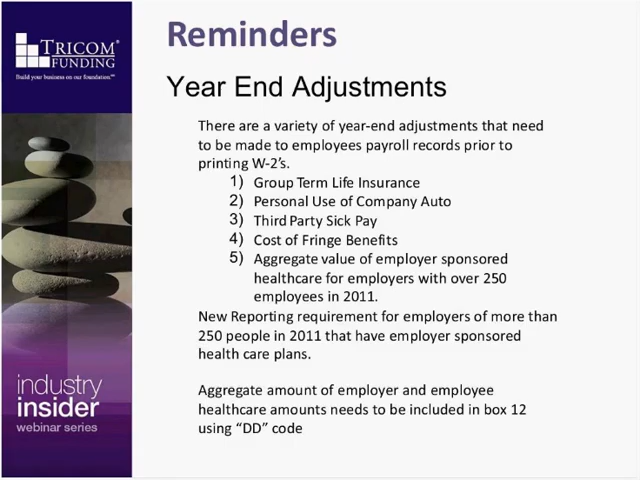 TRICOM®
FUNDING
Build your business on our foundation.℠
Reminders
Year End Adjustments
There are a variety of year-end adjustments that need
to be made to employees payroll records prior to
printing W-2’s.
1) Group Term Life Insurance
2) Personal Use of Company Auto
3) Third Party Sick Pay
4) Cost of Fringe Benefits
5) Aggregate value of employer sponsored
healthcare for employers with over 250
employees in 2011.
New Reporting requirement for employers of more than
250 people in 2011 that have employer sponsored
health care plans.
Aggregate amount of employer and employee
healthcare amounts needs to be included in box 12
using “DD” code
industry
insider
webinar series